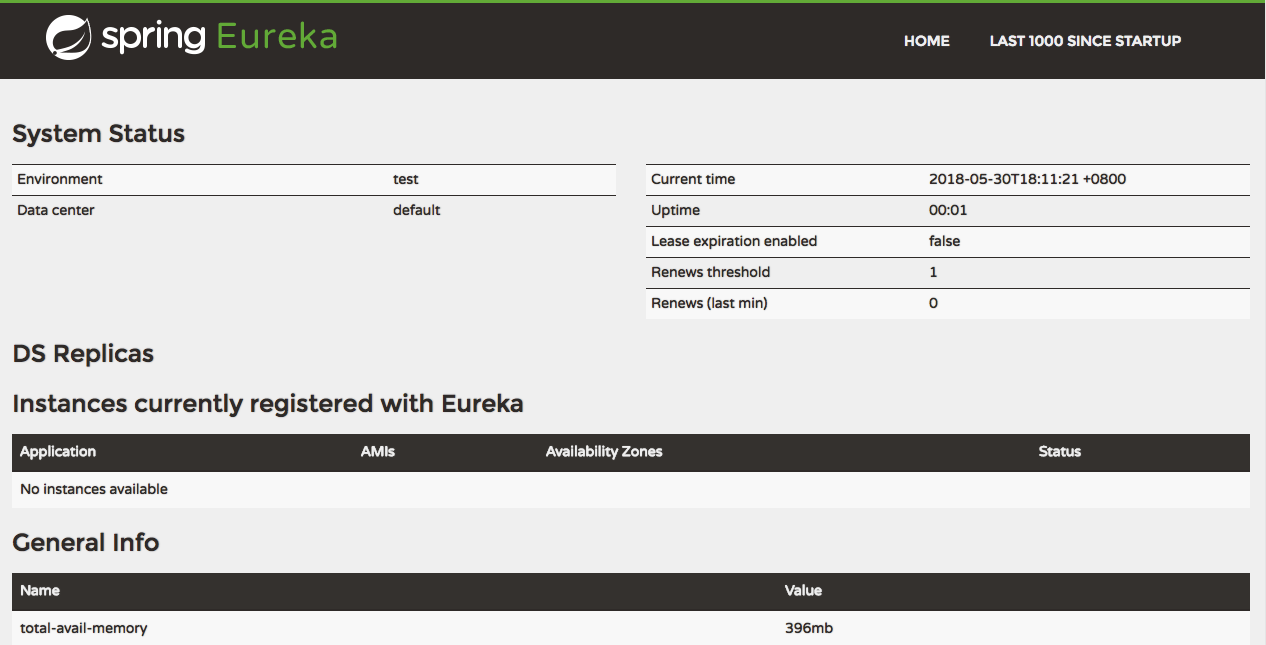 spring Eureka
HOME LAST 1000 SINCE STARTUP
System Status
Environment test
Data center default
Current time 2018-05-30T18:11:21 +0800
Uptime 00:01
Lease expiration enabled false
Renews threshold 1
Renews (last min) 0
DS Replicas
Instances currently registered with Eureka
Application AMIs Availability Zones Status
No instances available
General Info
Name Value
total-avail-memory 396mb